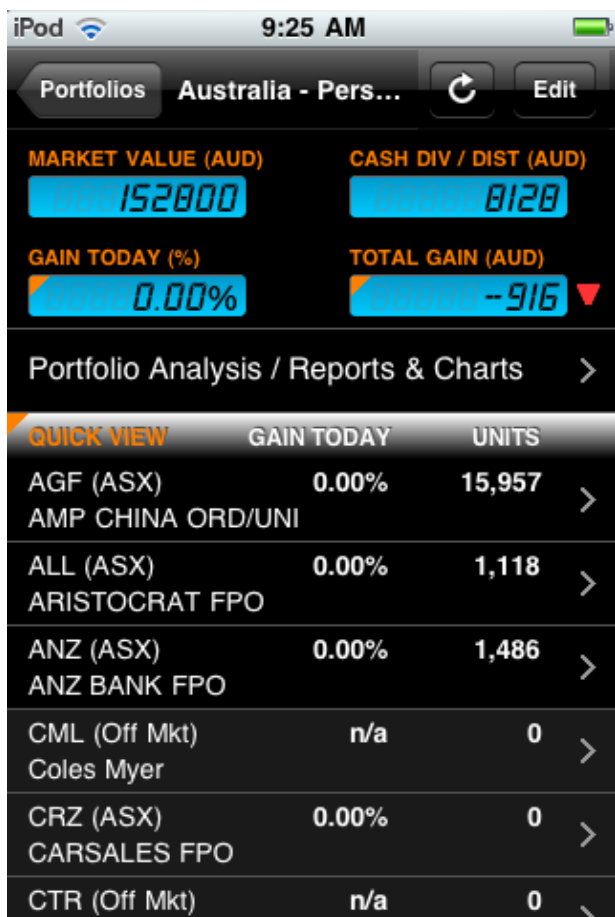 iPod 9:25 AM
Portfolios Australia - Pers... Edit
MARKET VALUE (AUD) CASH DIV / DIST (AUD)
152800 8128
GAIN TODAY (%) TOTAL GAIN (AUD)
0.00% -916
Portfolio Analysis / Reports & Charts
QUICK VIEW GAIN TODAY UNITS
AGF (ASX) 0.00% 15,957
AMP CHINA ORD/UNI
ALL (ASX) 0.00% 1,118
ARISTOCRAT FPO
ANZ (ASX) 0.00% 1,486
ANZ BANK FPO
CML (Off Mkt) n/a 0
Coles Myer
CRZ (ASX) 0.00% 0
CARSALES FPO
CTR (Off Mkt) n/a 0